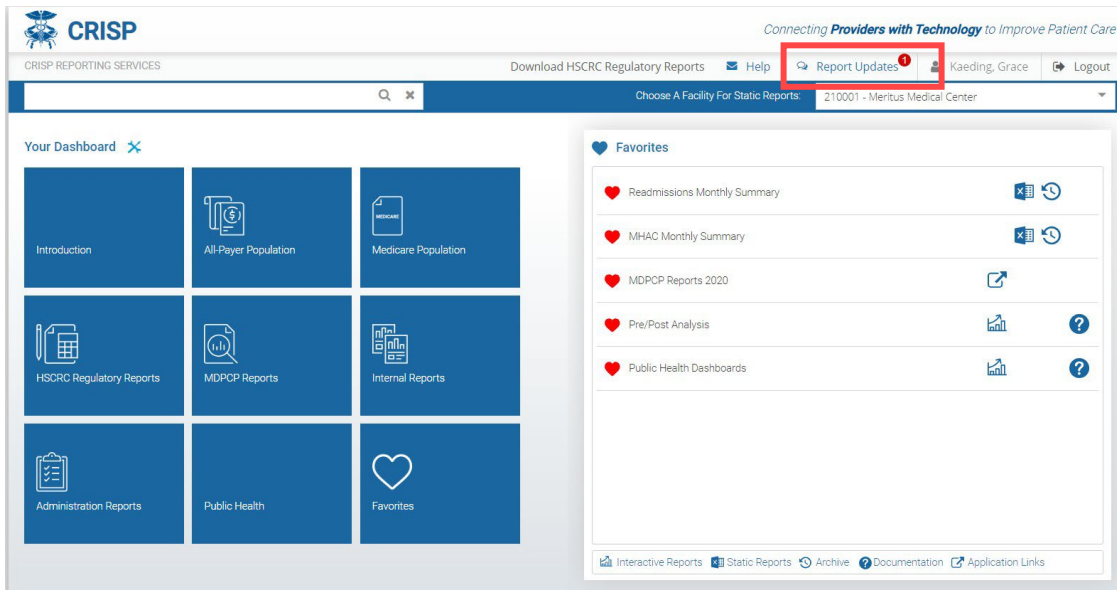 CRISP
Connecting Providers with Technology to Improve Patient Care
CRISP REPORTING SERVICES
Download HSCRC Regulatory Reports
Help
Report Updates
1
Kaeding, Grace
Logout
Choose A Facility For Static Reports:
210001 - Meritus Medical Center
Your Dashboard
Introduction
All-Payer Population
MEDICARE
Medicare Population
HSCRC Regulatory Reports
MDPCP Reports
Internal Reports
Administration Reports
Public Health
Favorites
Favorites
Readmissions Monthly Summary
MHAC Monthly Summary
MDPCP Reports 2020
Pre/Post Analysis
Public Health Dashboards
Interactive Reports Static Reports Archive Documentation Application Links